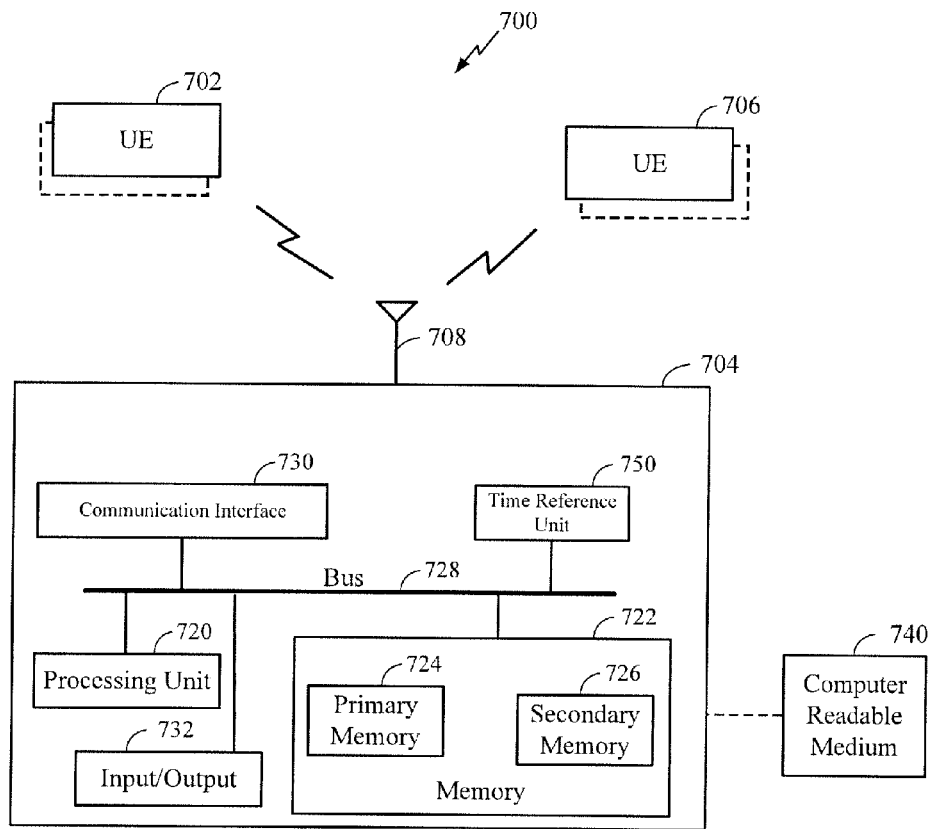 700
702
UE
706
UE
708
704
730
Communication Interface
750
Time Reference
Unit
Bus
728
720
Processing Unit
732
Input/Output
722
724
Primary
Memory
726
Secondary
Memory
Memory
740
Computer
Readable
Medium